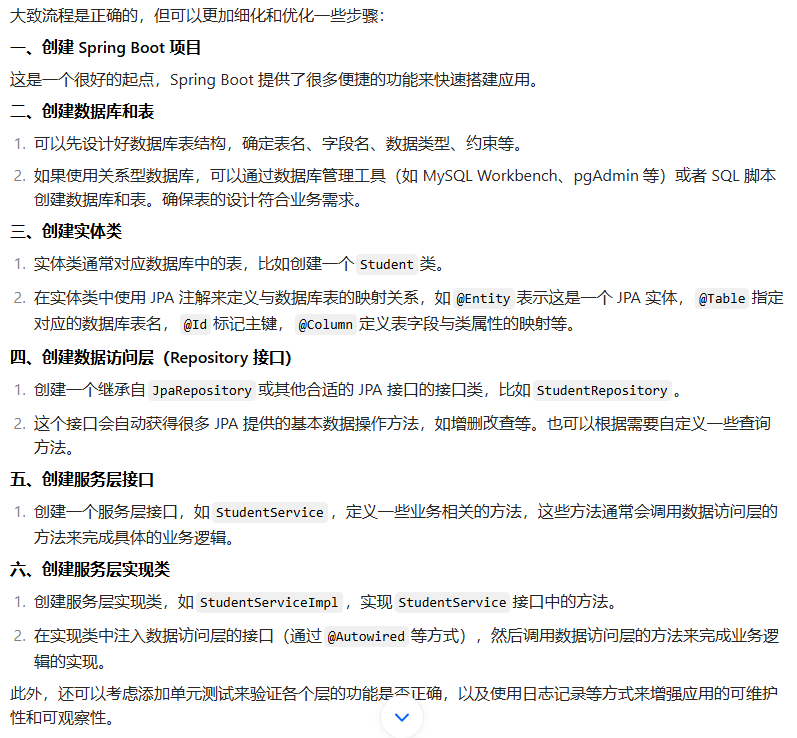 大致流程是正确的，但可以更加细化和优化一些步骤：
一、创建 Spring Boot 项目
这是一个很好的起点，Spring Boot 提供了很多便捷的功能来快速搭建应用。
二、创建数据库和表
1. 可以先设计好数据库表结构，确定表名、字段名、数据类型、约束等。
2. 如果使用关系型数据库，可以通过数据库管理工具（如 MySQL Workbench、pgAdmin 等）或者 SQL 脚本
创建数据库和表。确保表的设计符合业务需求。
三、创建实体类
1. 实体类通常对应数据库中的表，比如创建一个 Student 类。
2. 在实体类中使用 JPA 注解来定义与数据库表的映射关系，如 @Entity 表示这是一个 JPA 实体， @Table 指定
对应的数据库表名， @Id 标记主键， @Column 定义表字段与类属性的映射等。
四、创建数据访问层（Repository 接口）
1. 创建一个继承自 JpaRepository 或其他合适的 JPA 接口的接口类，比如 StudentRepository 。
2. 这个接口会自动获得很多 JPA 提供的基本数据操作方法，如增删改查等。也可以根据需要自定义一些查询
方法。
五、创建服务层接口
1. 创建一个服务层接口，如 StudentService ，定义一些业务相关的方法，这些方法通常会调用数据访问层的
方法来完成具体的业务逻辑。
六、创建服务层实现类
1. 创建服务层实现类，如 StudentServiceImpl ，实现 StudentService 接口中的方法。
2. 在实现类中注入数据访问层的接口（通过 @Autowired 等方式），然后调用数据访问层的方法来完成业务逻
辑的实现。
此外，还可以考虑添加单元测试来验证各个层的功能是否正确，以及使用日志记录等方式来增强应用的可维护
性和可观察性。